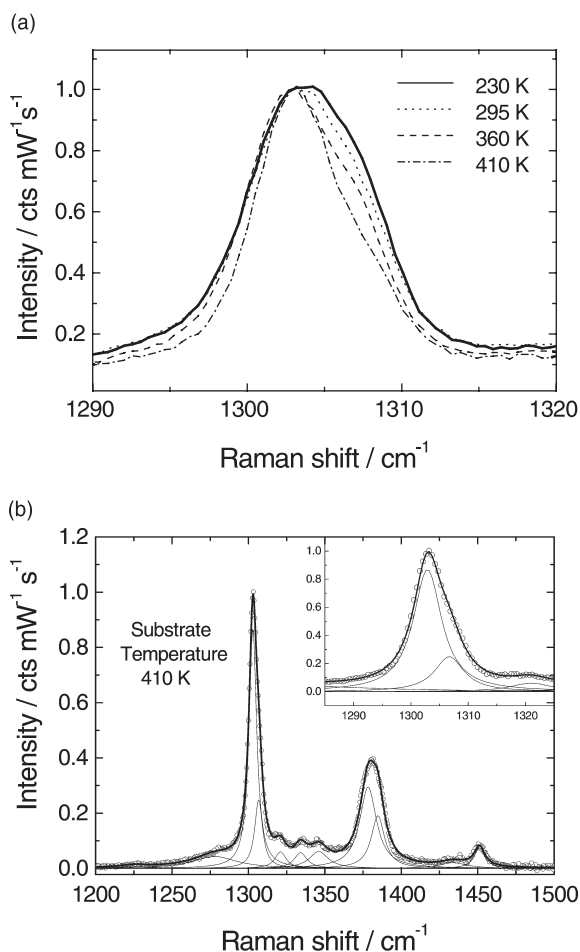 (a)
1.0
0.8
0.6
0.4
0.2
Intensity / cts mW⁻¹s⁻¹
230 K
295 K
360 K
410 K
1290
1300
1310
1320
Raman shift / cm⁻¹
(b)
1.2
1.0
0.8
0.6
0.4
0.2
0.0
Intensity / cts mW⁻¹ s⁻¹
Substrate
Temperature
410 K
1.0
0.8
0.6
0.4
0.2
0.0
1290
1300
1310
1320
1200
1250
1300
1350
1400
1450
1500
Raman shift / cm⁻¹